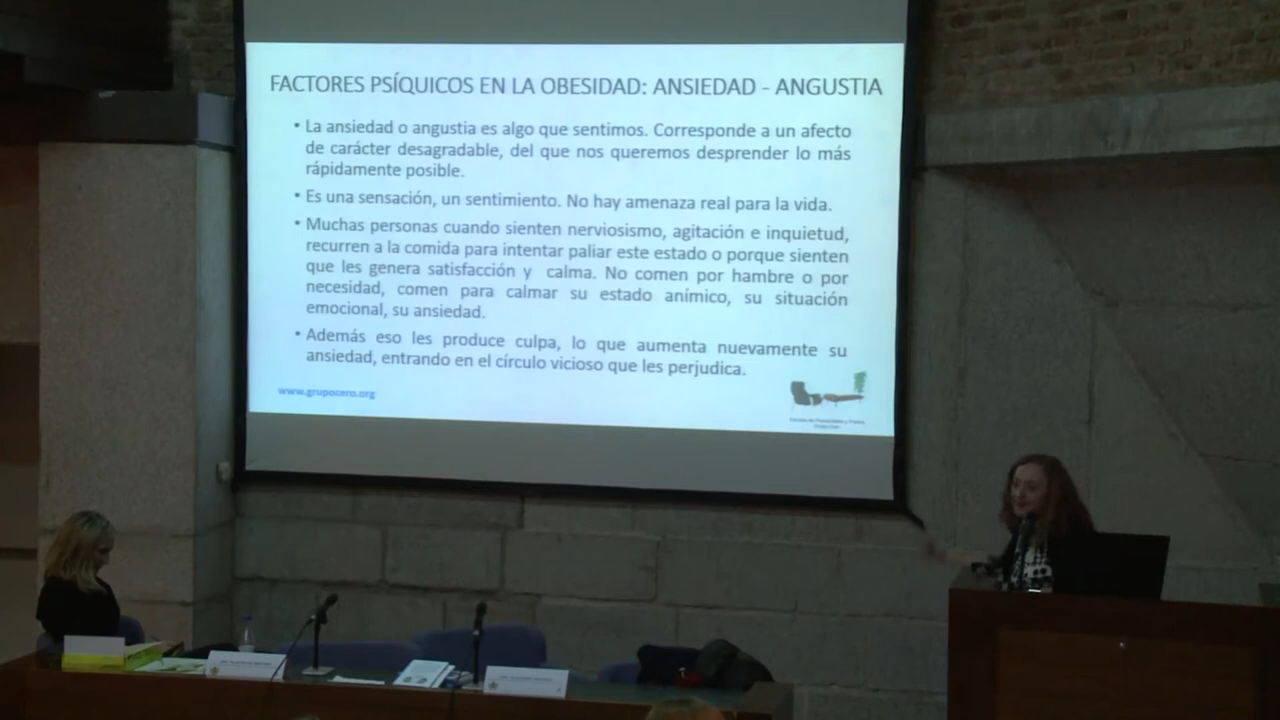 FACTORES PSÍQUICOS EN LA OBESIDAD: ANSIEDAD - ANGUSTIA
• La ansiedad o angustia es algo que sentimos. Corresponde a un afecto
de carácter desagradable, del que nos queremos desprender lo más
rápidamente posible.
• Es una sensación, un sentimiento. No hay amenaza real para la vida.
• Muchas personas cuando sienten nerviosismo, agitación e inquietud,
recurren a la comida para intentar paliar este estado o porque sienten
que les genera satisfacción y calma. No comen por hambre o por
necesidad, comen para calmar su estado anímico, su situación
emocional, su ansiedad.
• Además eso les produce culpa, lo que aumenta nuevamente su
ansiedad, entrando en el círculo vicioso que les perjudica.
www.grupocero.org